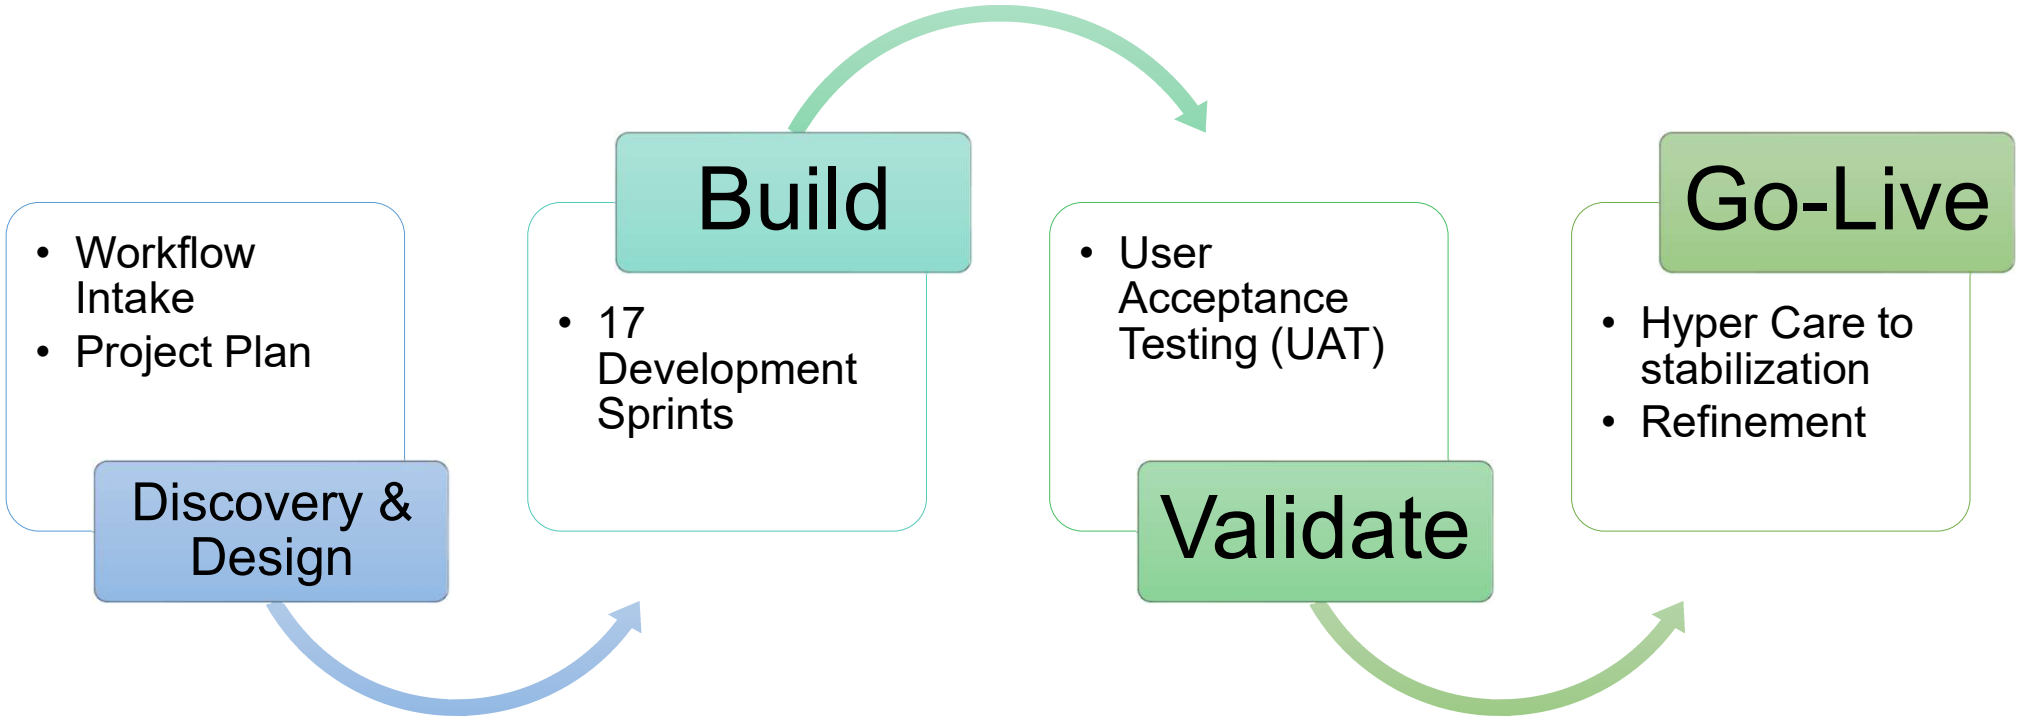 • Workflow
Intake
• Project Plan
Discovery &
Design
Build
• 17
Development
Sprints
• User
Acceptance
Testing (UAT)
Validate
Go-Live
• Hyper Care to
stabilization
• Refinement